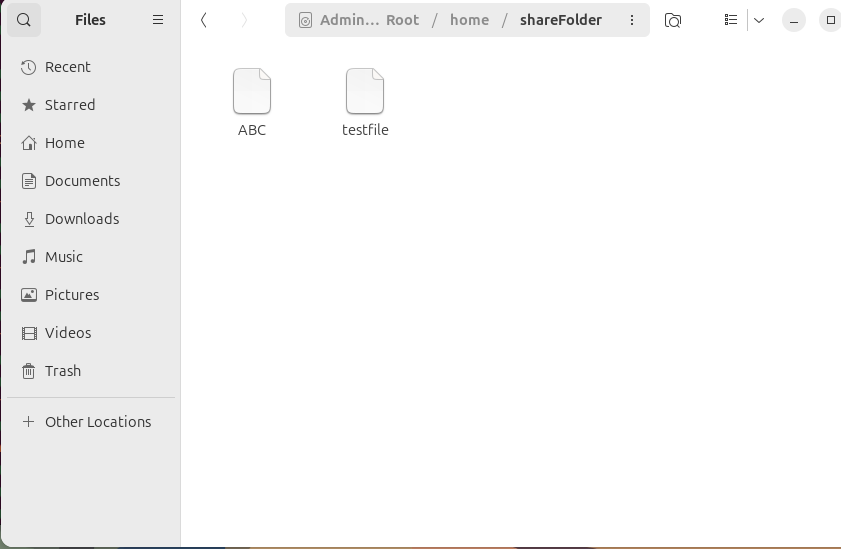 Files
Admin... Root / home / shareFolder
Recent
Starred
Home
Documents
Downloads
Music
Pictures
Videos
Trash
Other Locations
ABC
testfile